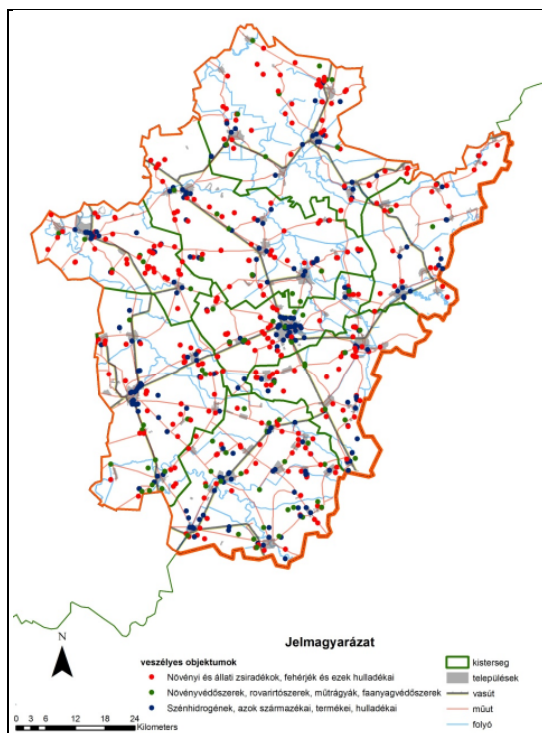 N
0 3 6 12 18 24
Kilometers
Jelmagyarázat
veszélyes objektumok
Növényi és állati zsiradékok, fehérjék és ezek hulladékai
Növényvédőszerek, rovarirtószerek, műtrágyák, faanyagvédőszerek
Szénhidrogének, azok származékai, termékei, hulladékai
kisterseg
települések
vasút
műut
folyó